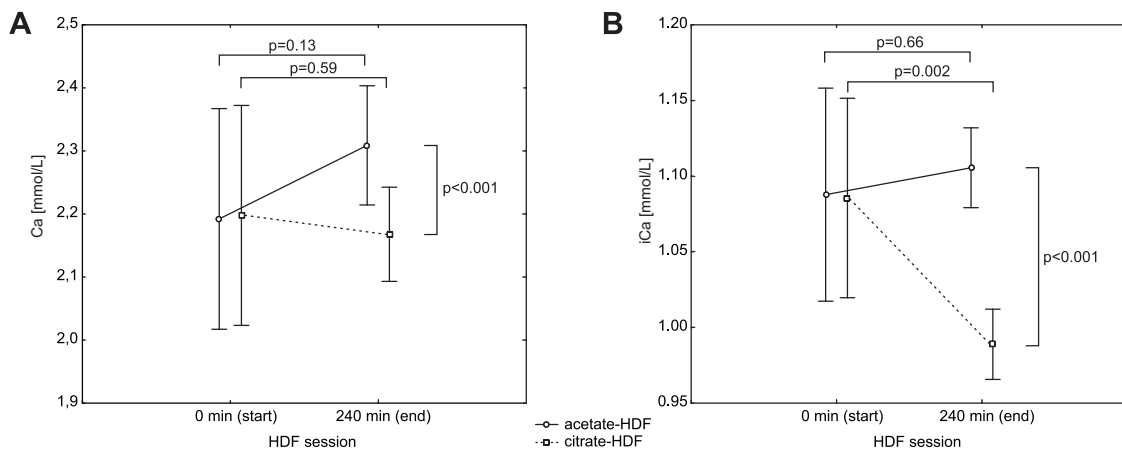 A
2,5
2,4
2,3
2,2
2,1
2,0
1,9
Ca [mmol/L]
p=0.13
p=0.59
p<0.001
0 min (start)
240 min (end)
HDF session
B
1.20
1.15
1.10
1.05
1.00
0.95
iCa [mmol/L]
p=0.66
p=0.002
p<0.001
0 min (start)
240 min (end)
HDF session
acetate-HDF
citrate-HDF